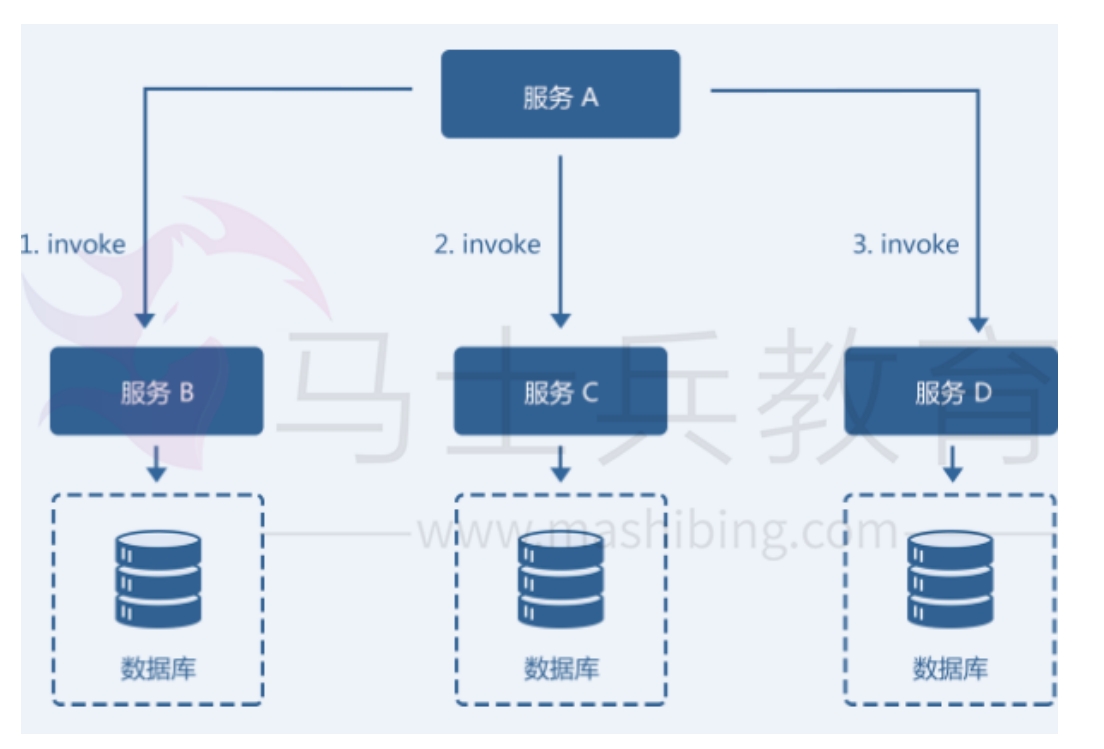 服务 A
1. invoke
2. invoke
3. invoke
服务 B
服务 C
服务 D
马士兵教育
www.mashibing.com
数据库
数据库
数据库